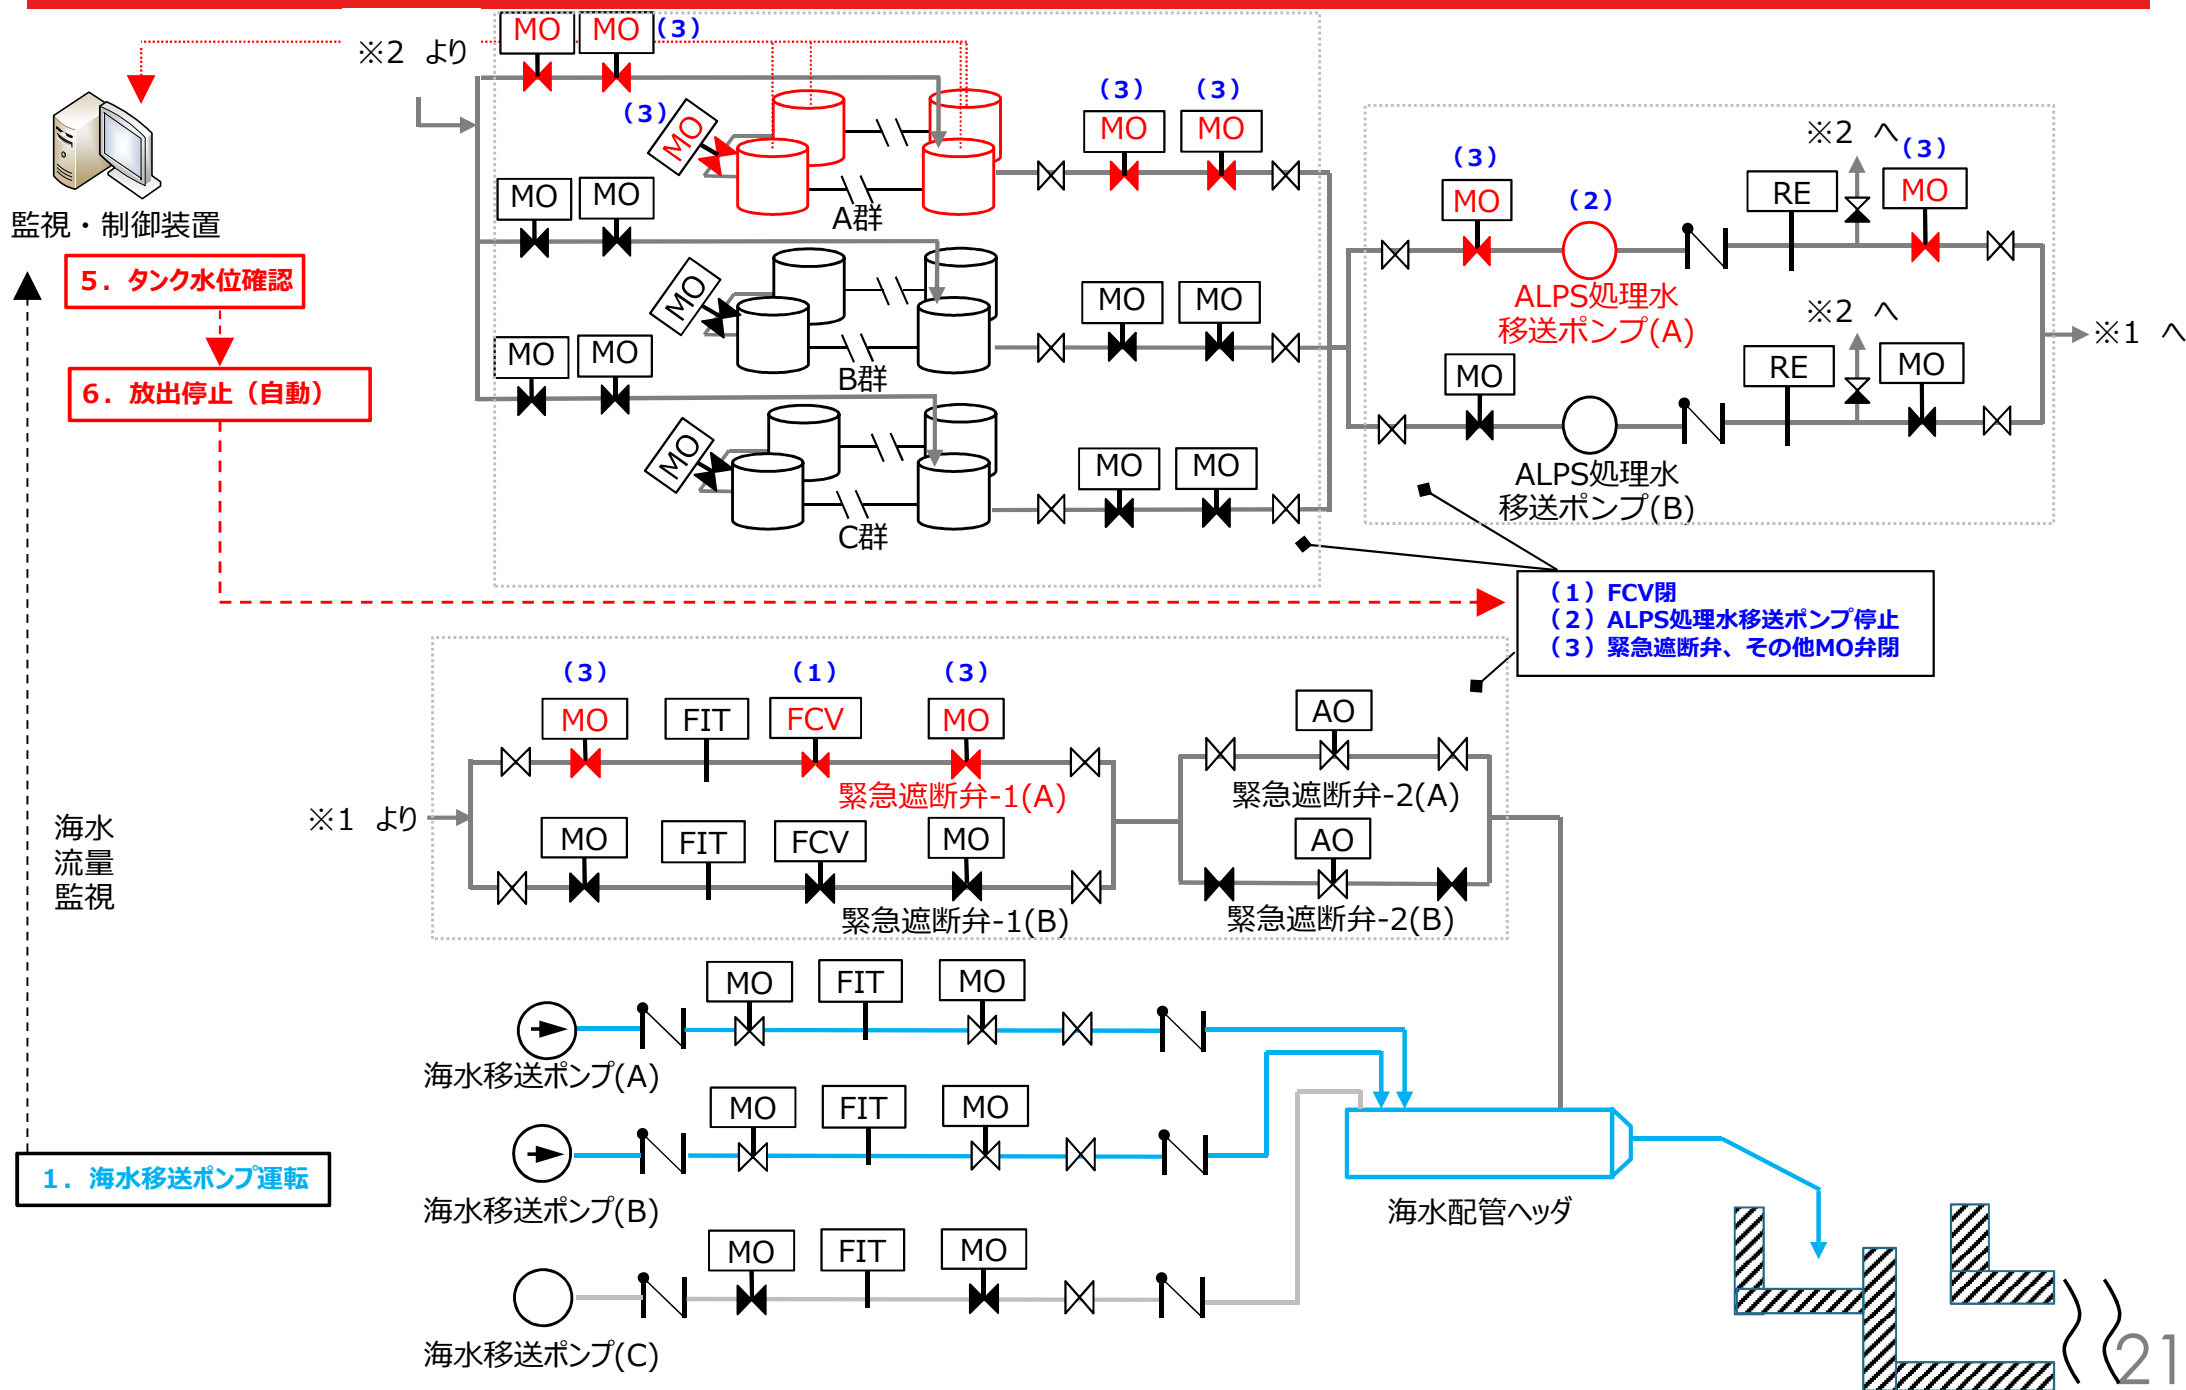 ※2 より
MO
MO
(3)
(3)
MO
A群
(3)
(3)
MO
MO
監視・制御装置
MO
MO
MO
B群
MO
MO
MO
MO
MO
C群
MO
MO
(3)
MO
(2)
ALPS処理水
移送ポンプ(A)
RE
※2 へ
(3)
MO
MO
ALPS処理水
移送ポンプ(B)
RE
※2 へ
MO
※1 へ
5．タンク水位確認
6．放出停止（自動）
（1）FCV閉
（2）ALPS処理水移送ポンプ停止
（3）緊急遮断弁、その他MO弁閉
海水
流量
監視
※1 より
(3)
(1)
(3)
MO
FIT
FCV
MO
緊急遮断弁-1(A)
MO
FIT
FCV
MO
緊急遮断弁-1(B)
AO
緊急遮断弁-2(A)
AO
緊急遮断弁-2(B)
MO
FIT
MO
海水移送ポンプ(A)
MO
FIT
MO
海水移送ポンプ(B)
MO
FIT
MO
海水移送ポンプ(C)
1．海水移送ポンプ運転
海水配管ヘッダ
21